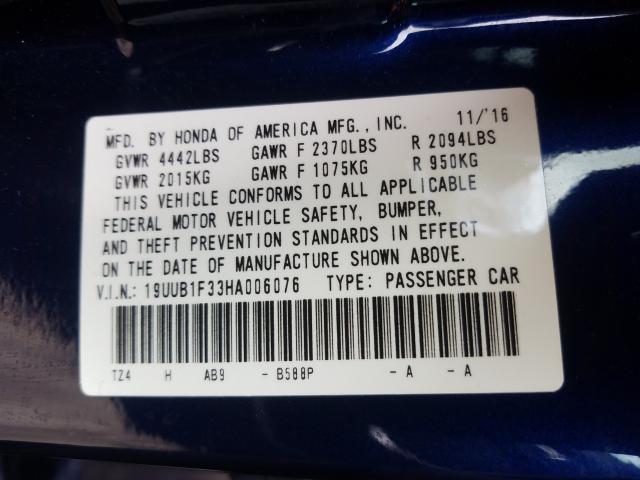 MFD. BY HONDA OF AMERICA MFG., INC. 11/'16
GVWR 4442LBS GAWR F 2370LBS R 2094LBS
GVWR 2015KG GAWR F 1075KG R 950KG
THIS VEHICLE CONFORMS TO ALL APPLICABLE
FEDERAL MOTOR VEHICLE SAFETY, BUMPER,
AND THEFT PREVENTION STANDARDS IN EFFECT
ON THE DATE OF MANUFACTURE SHOWN ABOVE.
V.I.N.: 19UUB1F33HA006076 TYPE: PASSENGER CAR
TZ4 H AB9 - B588P - A - A